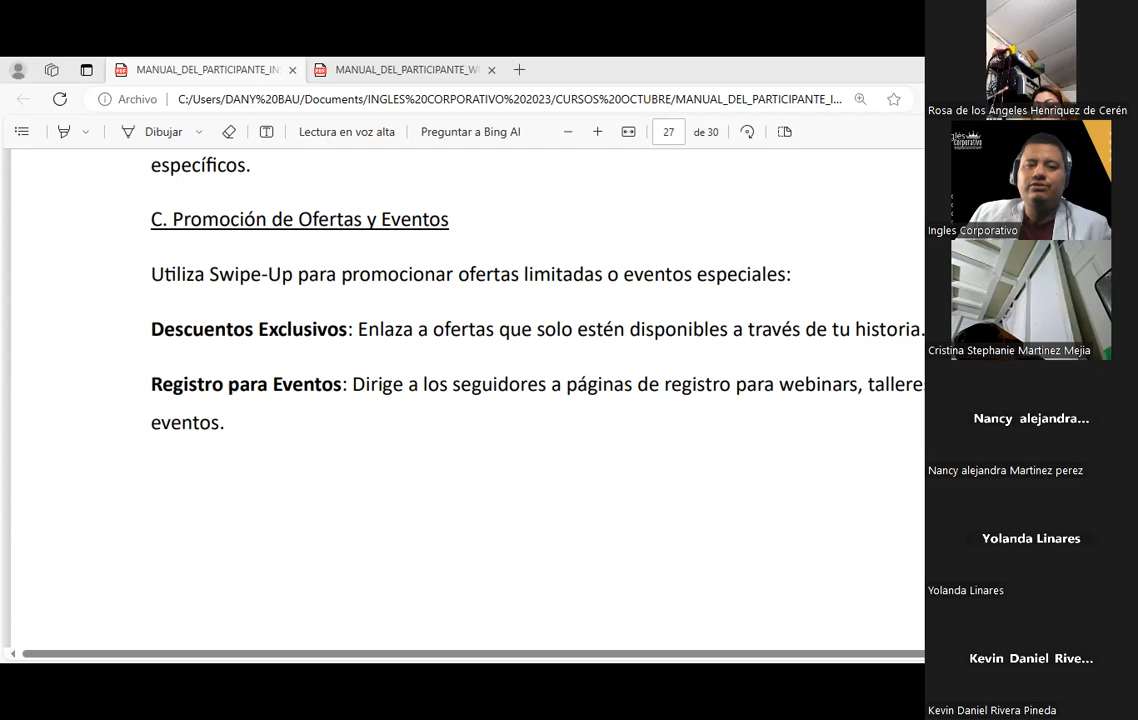 MANUAL_DEL_PARTICIPANTE_IN
MANUAL_DEL_PARTICIPANTE_W
Archivo
C:/Users/DANY%20BAU/Documents/INGLES%20CORPORATIVO%202023/CURSOS%20OCTUBRE/MANUAL_DEL_PARTICIPANTE_I...
Dibujar
Lectura en voz alta
Preguntar a Bing AI
27
de 30
específicos.
C. Promoción de Ofertas y Eventos
Utiliza Swipe-Up para promocionar ofertas limitadas o eventos especiales:
Descuentos Exclusivos: Enlaza a ofertas que solo estén disponibles a través de tu historia.
Registro para Eventos: Dirige a los seguidores a páginas de registro para webinars, tallere
eventos.
Rosa de los Ángeles Henriquez de Cerén
glés
corporativo
Ingles Corporativo
Cristina Stephanie Martinez Mejia
Nancy alejandra...
Nancy alejandra Martinez perez
Yolanda Linares
Yolanda Linares
Kevin Daniel Rive...
Kevin Daniel Rivera Pineda